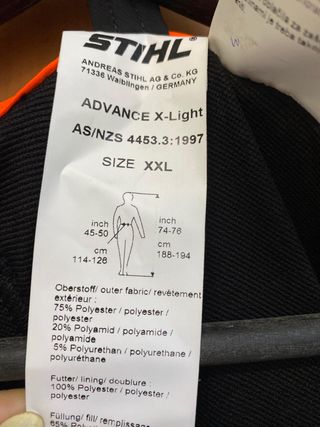 STIHL®
ANDREAS STIHL AG & Co. KG
71336 Waiblingen / GERMANY
ADVANCE X-Light
AS/NZS 4453.3:1997
SIZE XXL
inch
45-50
cm
114-126
inch
74-76
cm
188-194
Oberstoff/ outer fabric/ revêtement
extérieur :
75% Polyester / polyester /
polyester
20% Polyamid / polyamide /
polyamide
5% Polyurethan / polyurethane /
polyuréthane
Futter/ lining/ doublure :
100% Polyester / polyester /
polyester
Füllung/ fill/ remplissage
65% Polyester